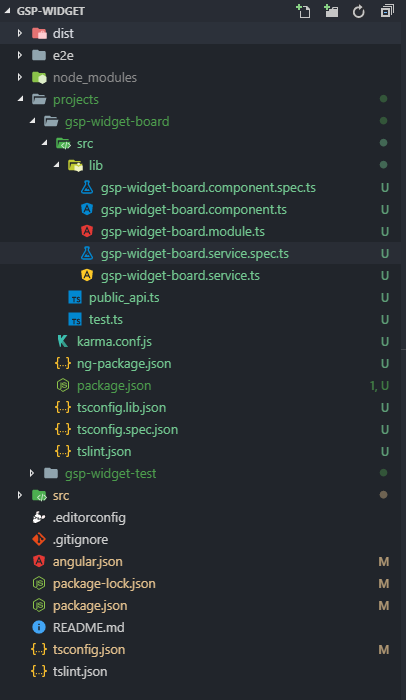 GSP-WIDGET
dist
e2e
node_modules
projects
gsp-widget-board
src
lib
gsp-widget-board.component.spec.ts U
gsp-widget-board.component.ts U
gsp-widget-board.module.ts U
gsp-widget-board.service.spec.ts U
gsp-widget-board.service.ts U
TS public_api.ts U
TS test.ts U
K karma.conf.js U
{..} ng-package.json U
JS package.json 1, U
{..} tsconfig.lib.json U
{..} tsconfig.spec.json U
{..} tslint.json U
gsp-widget-test
src
.editorconfig
.gitignore
angular.json M
package-lock.json M
package.json M
README.md
{..} tsconfig.json M
{..} tslint.json